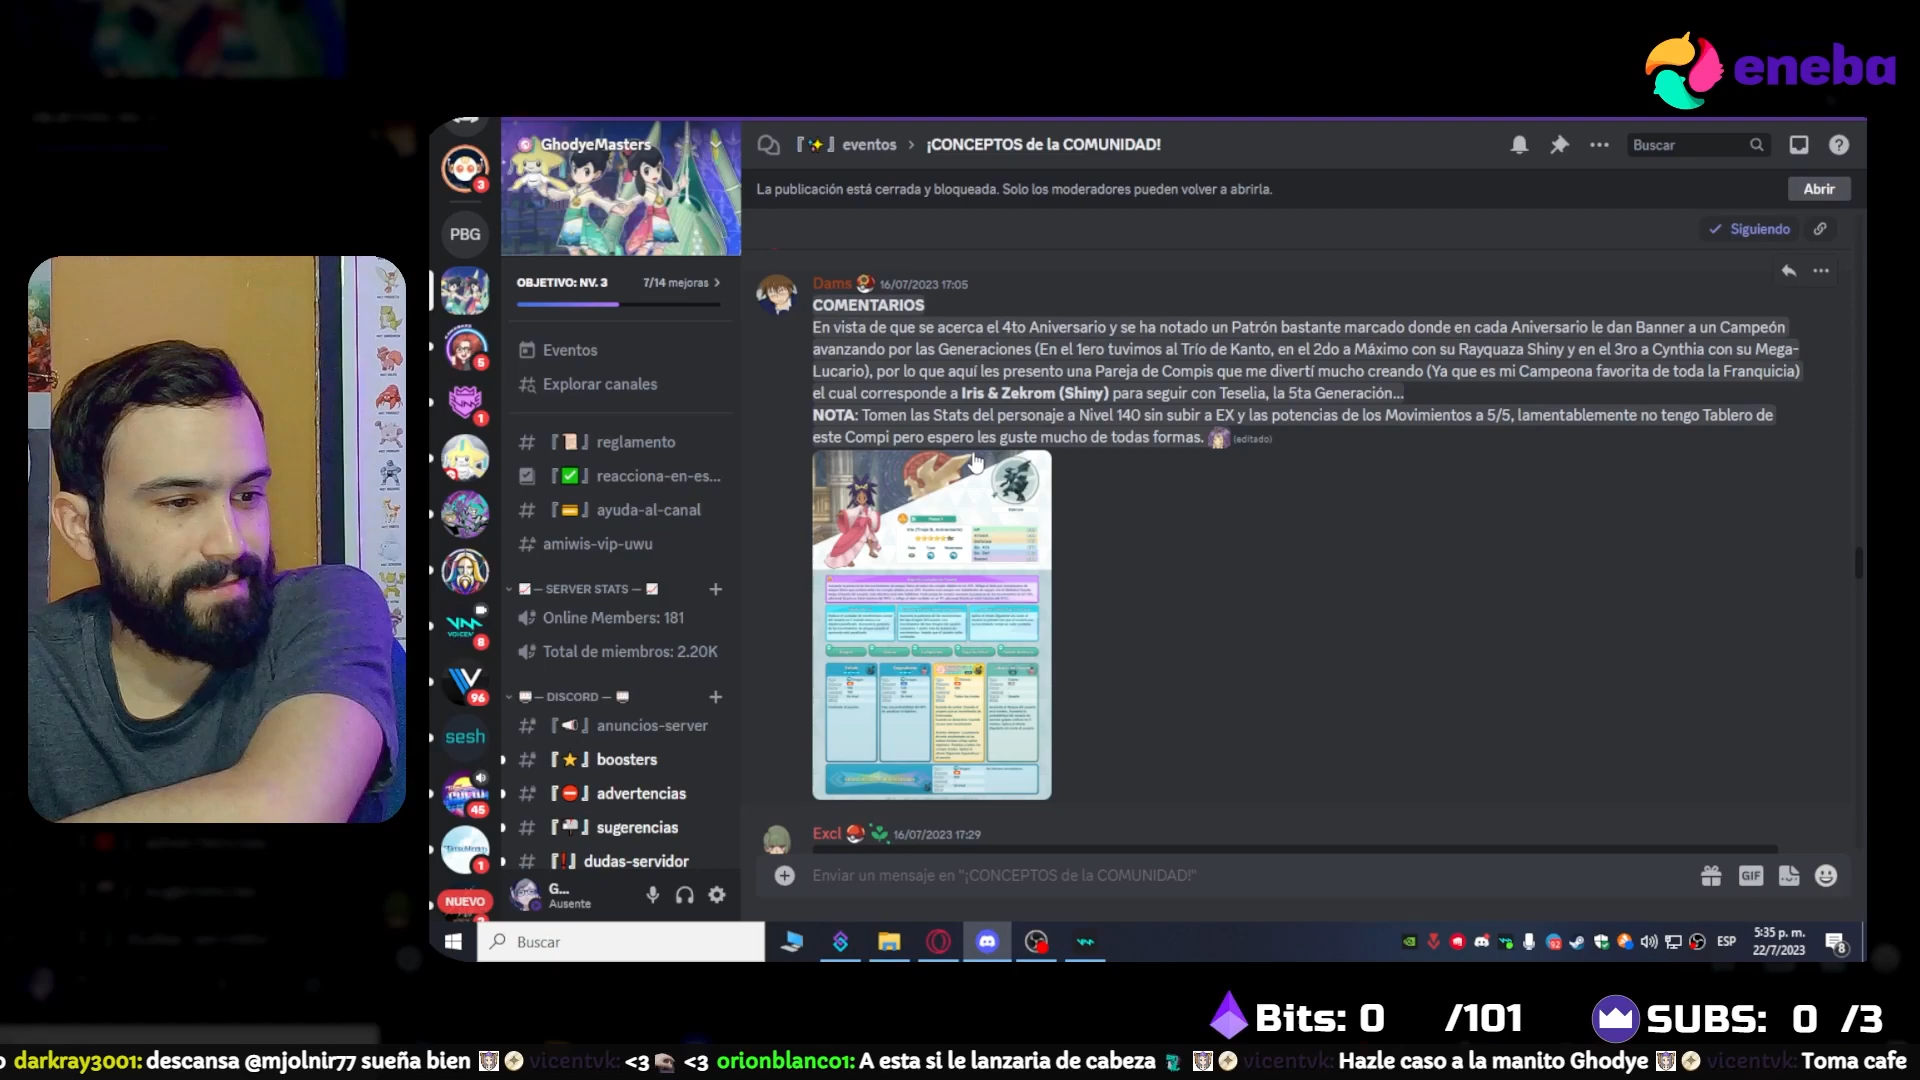 eneba
GhodyeMasters
『✨』 eventos > ¡CONCEPTOS de la COMUNIDAD!
Buscar
La publicación está cerrada y bloqueada. Solo los moderadores pueden volver a abrirla.
Abrir
Siguiendo
3
PBG
5
1
VOICEM
8
96
sesh
45
1
NUEVO
OBJETIVO: NV. 3
7/14 mejoras >
Eventos
Explorar canales
reglamento
reacciona-en-es...
ayuda-al-canal
amiwis-vip-uwu
— SERVER STATS —
Online Members: 181
Total de miembros: 2.20K
— DISCORD —
anuncios-server
boosters
advertencias
sugerencias
dudas-servidor
G...
Ausente
Dams 16/07/2023 17:05
COMENTARIOS
En vista de que se acerca el 4to Aniversario y se ha notado un Patrón bastante marcado donde en cada Aniversario le dan Banner a un Campeón
avanzando por las Generaciones (En el 1ero tuvimos al Trío de Kanto, en el 2do a Máximo con su Rayquaza Shiny y en el 3ro a Cynthia con su Mega-
Lucario), por lo que aquí les presento una Pareja de Compis que me divertí mucho creando (Ya que es mi Campeona favorita de toda la Franquicia)
el cual corresponde a Iris & Zekrom (Shiny) para seguir con Teselia, la 5ta Generación...
NOTA: Tomen las Stats del personaje a Nivel 140 sin subir a EX y las potencias de los Movimientos a 5/5, lamentablemente no tengo Tablero de
este Compi pero espero les guste mucho de todas formas. (editado)
Excl 16/07/2023 17:29
Enviar un mensaje en "¡CONCEPTOS de la COMUNIDAD!"
GIF
Buscar
92
ESP
5:35 p. m.
22/7/2023
8
Bits: 0 /101
SUBS: 0 /3
o darkray3001: descansa @mjolnir77 sueña bien vicentvk: <3 <3 orionblanco1: A esta si le lanzaria de cabeza vicentvk: Hazle caso a la manito Ghodye vicentvk: Toma cafe